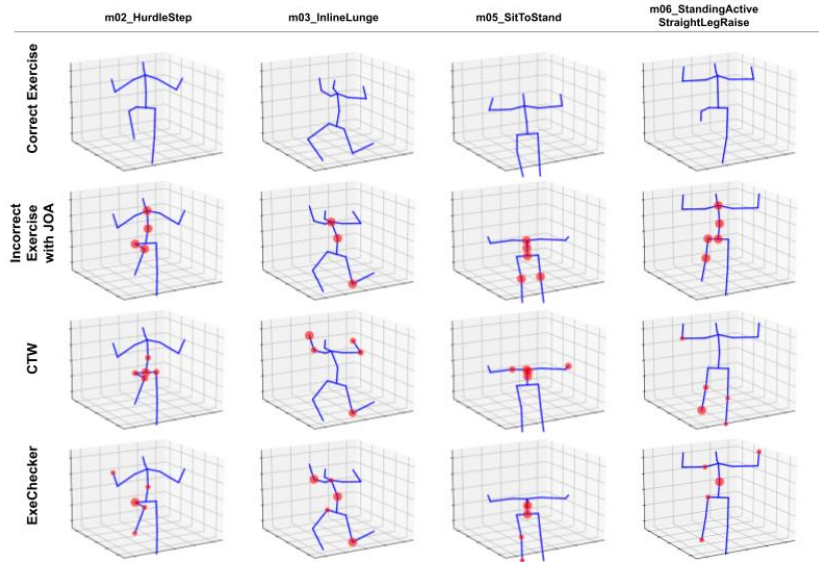 m02_HurdleStep
m03_InlineLunge
m05_SitToStand
m06_StandingActive
StraightLegRaise
Correct Exercise
Incorrect
Exercise
with JOA
CTW
ExeChecker